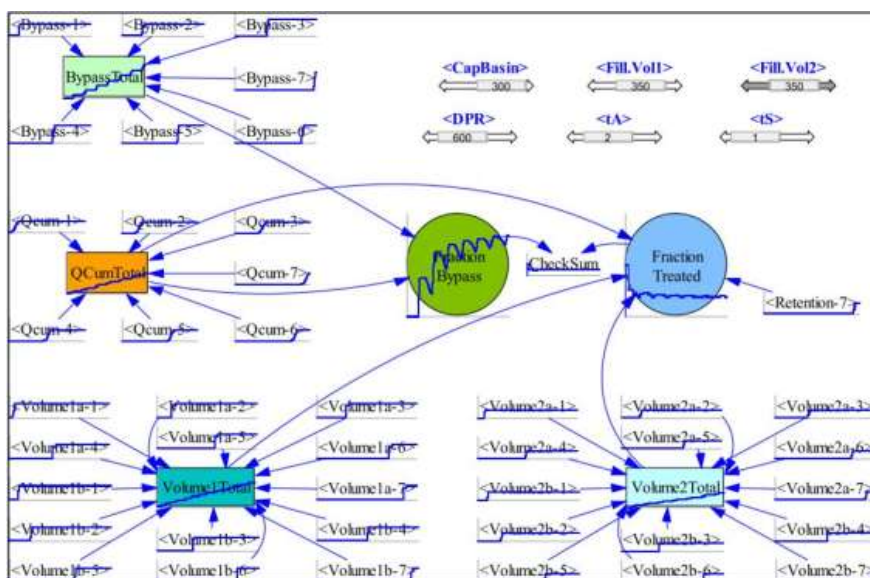 <Bypass-1> <Bypass-2> <Bypass-3>
BypassTotal
<Bypass-7>
<Bypass-4> <Bypass-5> <Bypass-6>
<CapBasin> <Fill.Vol1> <Fill.Vol2>
300 350 350
<DPR> <tA> <tS>
600 2 1
<Qcum-1> <Qcum-2> <Qcum-3>
QCumTotal
<Qcum-7>
<Qcum-4> <Qcum-5> <Qcum-6>
Fraction
Bypass
CheckSum
Fraction
Treated
<Retention-7>
<Volume1a-1> <Volume1a-2> <Volume1a-3>
<Volume1a-4> <Volume1a-5> <Volume1a-6>
<Volume1b-1> Volume1Total <Volume1a-7>
<Volume1b-2> <Volume1b-3> <Volume1b-4>
<Volume1b-5> <Volume1b-6> <Volume1b-7>
<Volume2a-1> <Volume2a-2> <Volume2a-3>
<Volume2a-4> <Volume2a-5> <Volume2a-6>
<Volume2b-1> Volume2Total <Volume2a-7>
<Volume2b-2> <Volume2b-3> <Volume2b-4>
<Volume2b-5> <Volume2b-6> <Volume2b-7>